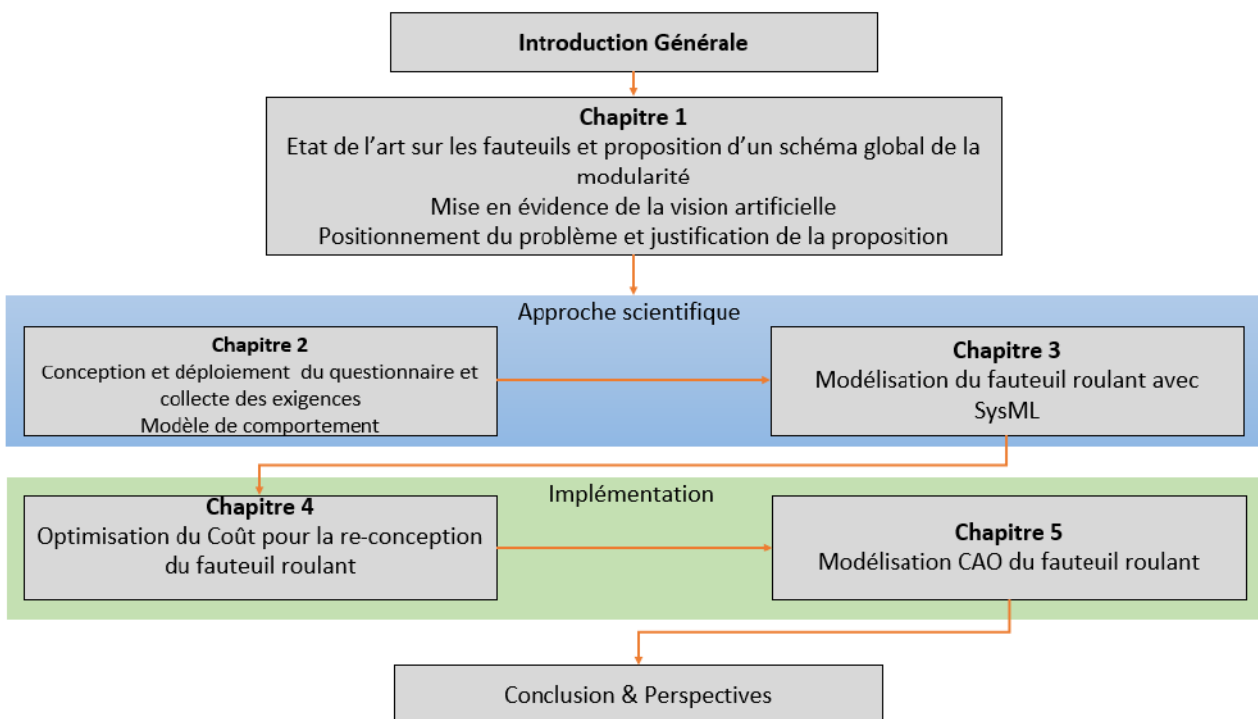 Introduction Générale
Chapitre 1
Etat de l'art sur les fauteuils et proposition d'un schéma global de la
modularité
Mise en évidence de la vision artificielle
Positionnement du problème et justification de la proposition
Approche scientifique
Chapitre 2
Conception et déploiement du questionnaire et
collecte des exigences
Modèle de comportement
Chapitre 3
Modélisation du fauteuil roulant avec
SysML
Implémentation
Chapitre 4
Optimisation du Coût pour la re-conception
du fauteuil roulant
Chapitre 5
Modélisation CAO du fauteuil roulant
Conclusion & Perspectives